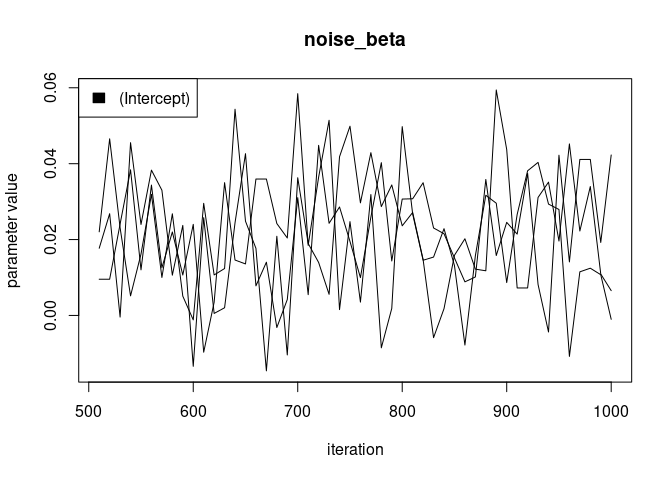 noise_beta
(Intercept)
parameter value
0.06
0.04
0.02
0.00
500 600 700 800 900 1000
iteration